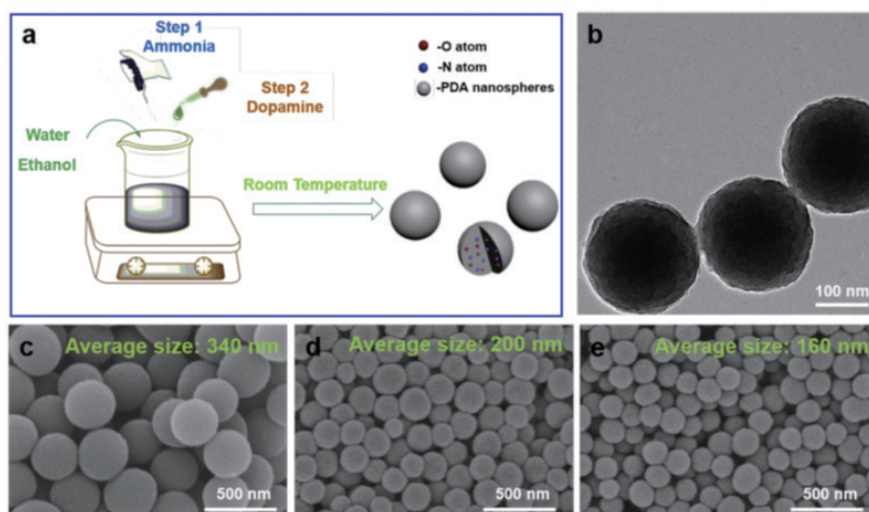 a
Step 1
Ammonia
Step 2
Dopamine
Water
Ethanol
Room Temperature
-O atom
-N atom
-PDA nanospheres
b
100 nm
c
Average size: 340 nm
500 nm
d
Average size: 200 nm
500 nm
e
Average size: 160 nm
500 nm